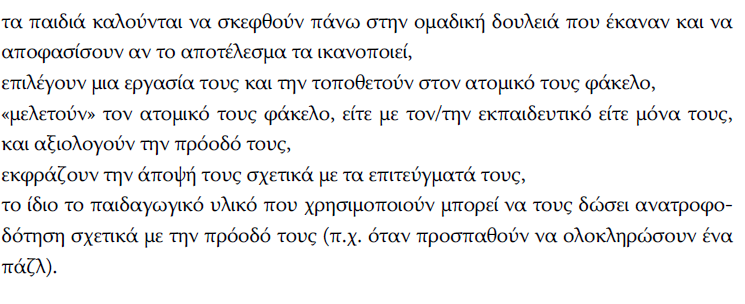 τα παιδιά καλούνται να σκεφθούν πάνω στην ομαδική δουλειά που έκαναν και να
αποφασίσουν αν το αποτέλεσμα τα ικανοποιεί,
επιλέγουν μια εργασία τους και την τοποθετούν στον ατομικό τους φάκελο,
«μελετούν» τον ατομικό τους φάκελο, είτε με τον/την εκπαιδευτικό είτε μόνα τους,
και αξιολογούν την πρόοδό τους,
εκφράζουν την άποψή τους σχετικά με τα επιτεύγματά τους,
το ίδιο το παιδαγωγικό υλικό που χρησιμοποιούν μπορεί να τους δώσει ανατροφο-
δότηση σχετικά με την πρόοδό τους (π.χ. όταν προσπαθούν να ολοκληρώσουν ένα
πάζλ).